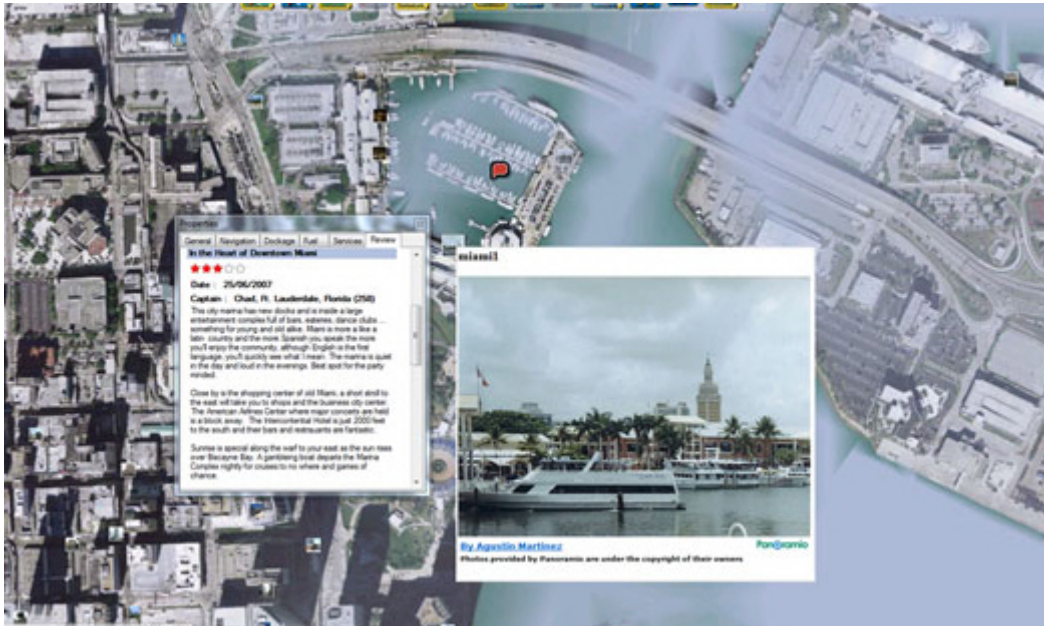 Properties
General Navigation Dockage Fuel... Services Review
In the Heart of Downtown Miami
Date : 25/06/2007
Captain : Chad, Ft. Lauderdale, Florida (258)
This city marina has new docks and is inside a large
entertainment complex full of bars, eateries, dance clubs ....
something for young and old alike. Miami is more a like a
latin country and the more Spanish you speak the more
you'll enjoy the community, although English is the first
language, you'll quickly see what I mean. The marina is quiet
in the day and loud in the evenings. Best spot for the party
minded.
Close by is the shopping center of old Miami, a short stroll to
the east will take you to shops and the business city center.
The American Airlines Center where major concerts are held
is a block away. The Intercontential Hotel is just 2000 feet
to the south and their bars and restraunts are fantastic.
Sunrise is special along the warf to your east as the sun rises
over Biscayne Bay. A gambleing boat departs the Marina
Complex nightly for cruises to no where and games of
chance.
miami1
By Agustin Martinez
Panoramio
Photos provided by Panoramio are under the copyright of their owners